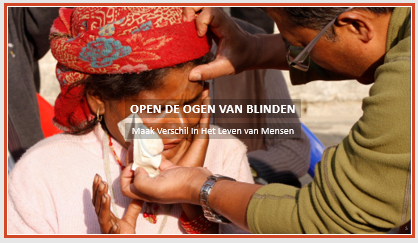 OPEN DE OGEN VAN BLINDEN
Maak Verschil In Het Leven van Mensen